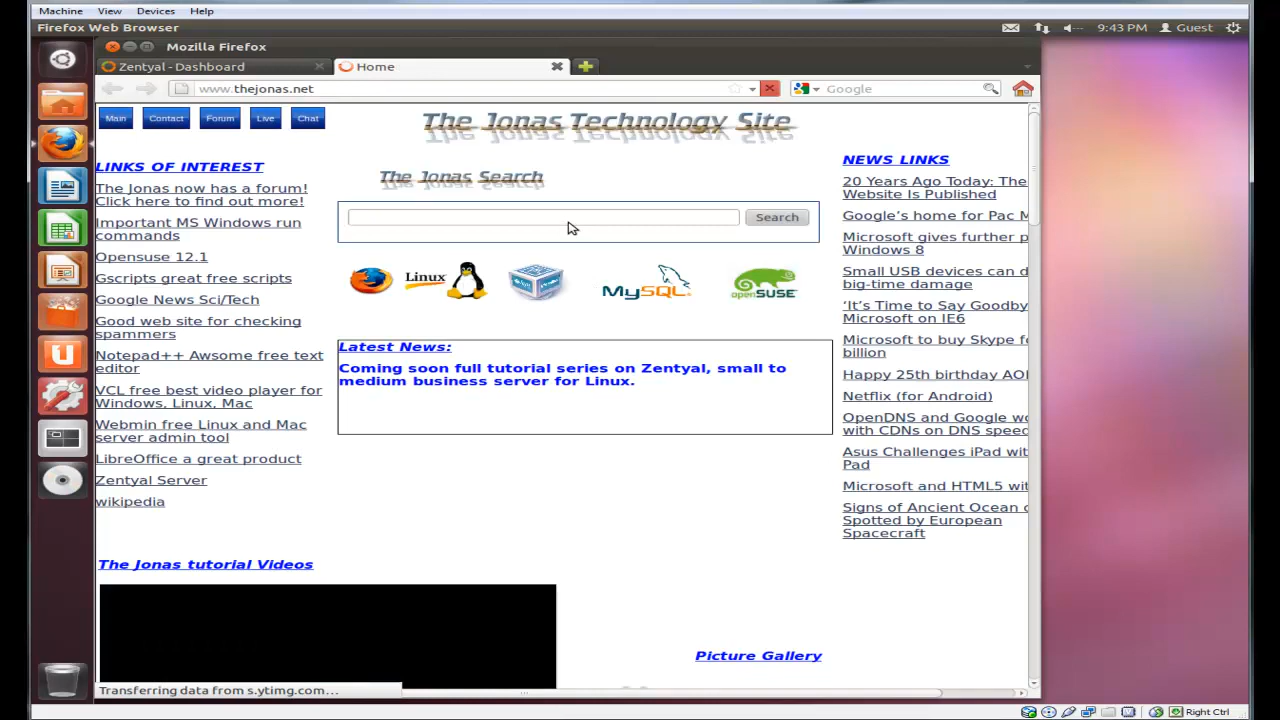 Machine View Devices Help
Firefox Web Browser
9:43 PM Guest
Mozilla Firefox
Zentyal - Dashboard
Home
www.thejonas.net
Google
Main Contact Forum Live Chat
The Jonas Technology Site
LINKS OF INTEREST
The Jonas now has a forum!
Click here to find out more!
Important MS Windows run
commands
Opensuse 12.1
Gscripts great free scripts
Google News Sci/Tech
Good web site for checking
spammers
Notepad++ Awsome free text
editor
VCL free best video player for
Windows, Linux, Mac
Webmin free Linux and Mac
server admin tool
LibreOffice a great product
Zentyal Server
wikipedia
The Jonas Search
Search
Linux
MySQL
openSUSE
Latest News:
Coming soon full tutorial series on Zentyal, small to
medium business server for Linux.
NEWS LINKS
20 Years Ago Today: The
Website Is Published
Google's home for Pac M
Microsoft gives further p
Windows 8
Small USB devices can d
big-time damage
'It's Time to Say Goodby
Microsoft on IE6
Microsoft to buy Skype fo
billion
Happy 25th birthday AOL
Netflix (for Android)
OpenDNS and Google wo
with CDNs on DNS speed
Asus Challenges iPad wit
Pad
Microsoft and HTML5 wit
Signs of Ancient Ocean o
Spotted by European
Spacecraft
The Jonas tutorial Videos
Picture Gallery
Transferring data from s.ytimg.com...
Right Ctrl